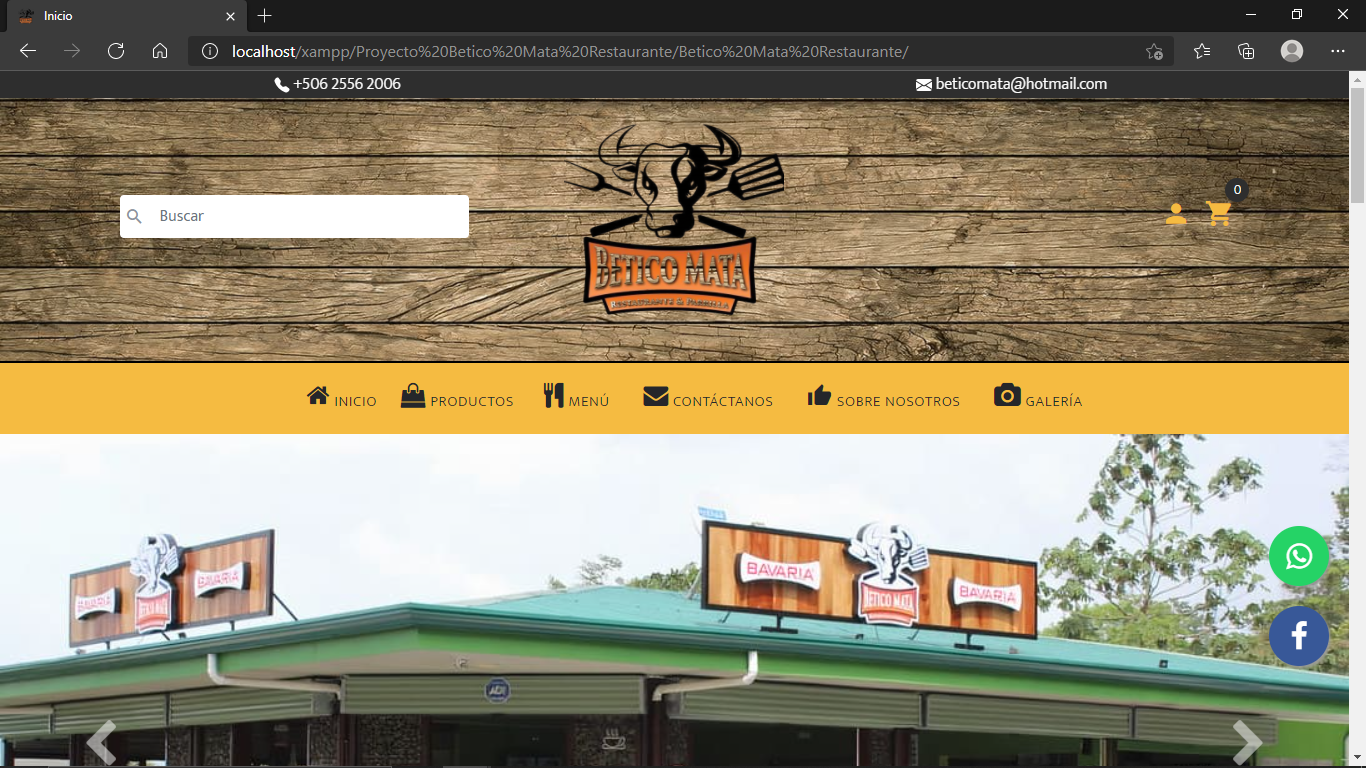 Inicio
localhost/xampp/Proyecto%20Betico%20Mata%20Restaurante/Betico%20Mata%20Restaurante/
+506 2556 2006
beticomata@hotmail.com
Buscar
0
BETICO MATA
INICIO
PRODUCTOS
MENÚ
CONTÁCTANOS
SOBRE NOSOTROS
GALERÍA
BAVARIA
BETICO MATA
BAVARIA
BAVARIA
BETICO MATA
BAVARIA
ADT